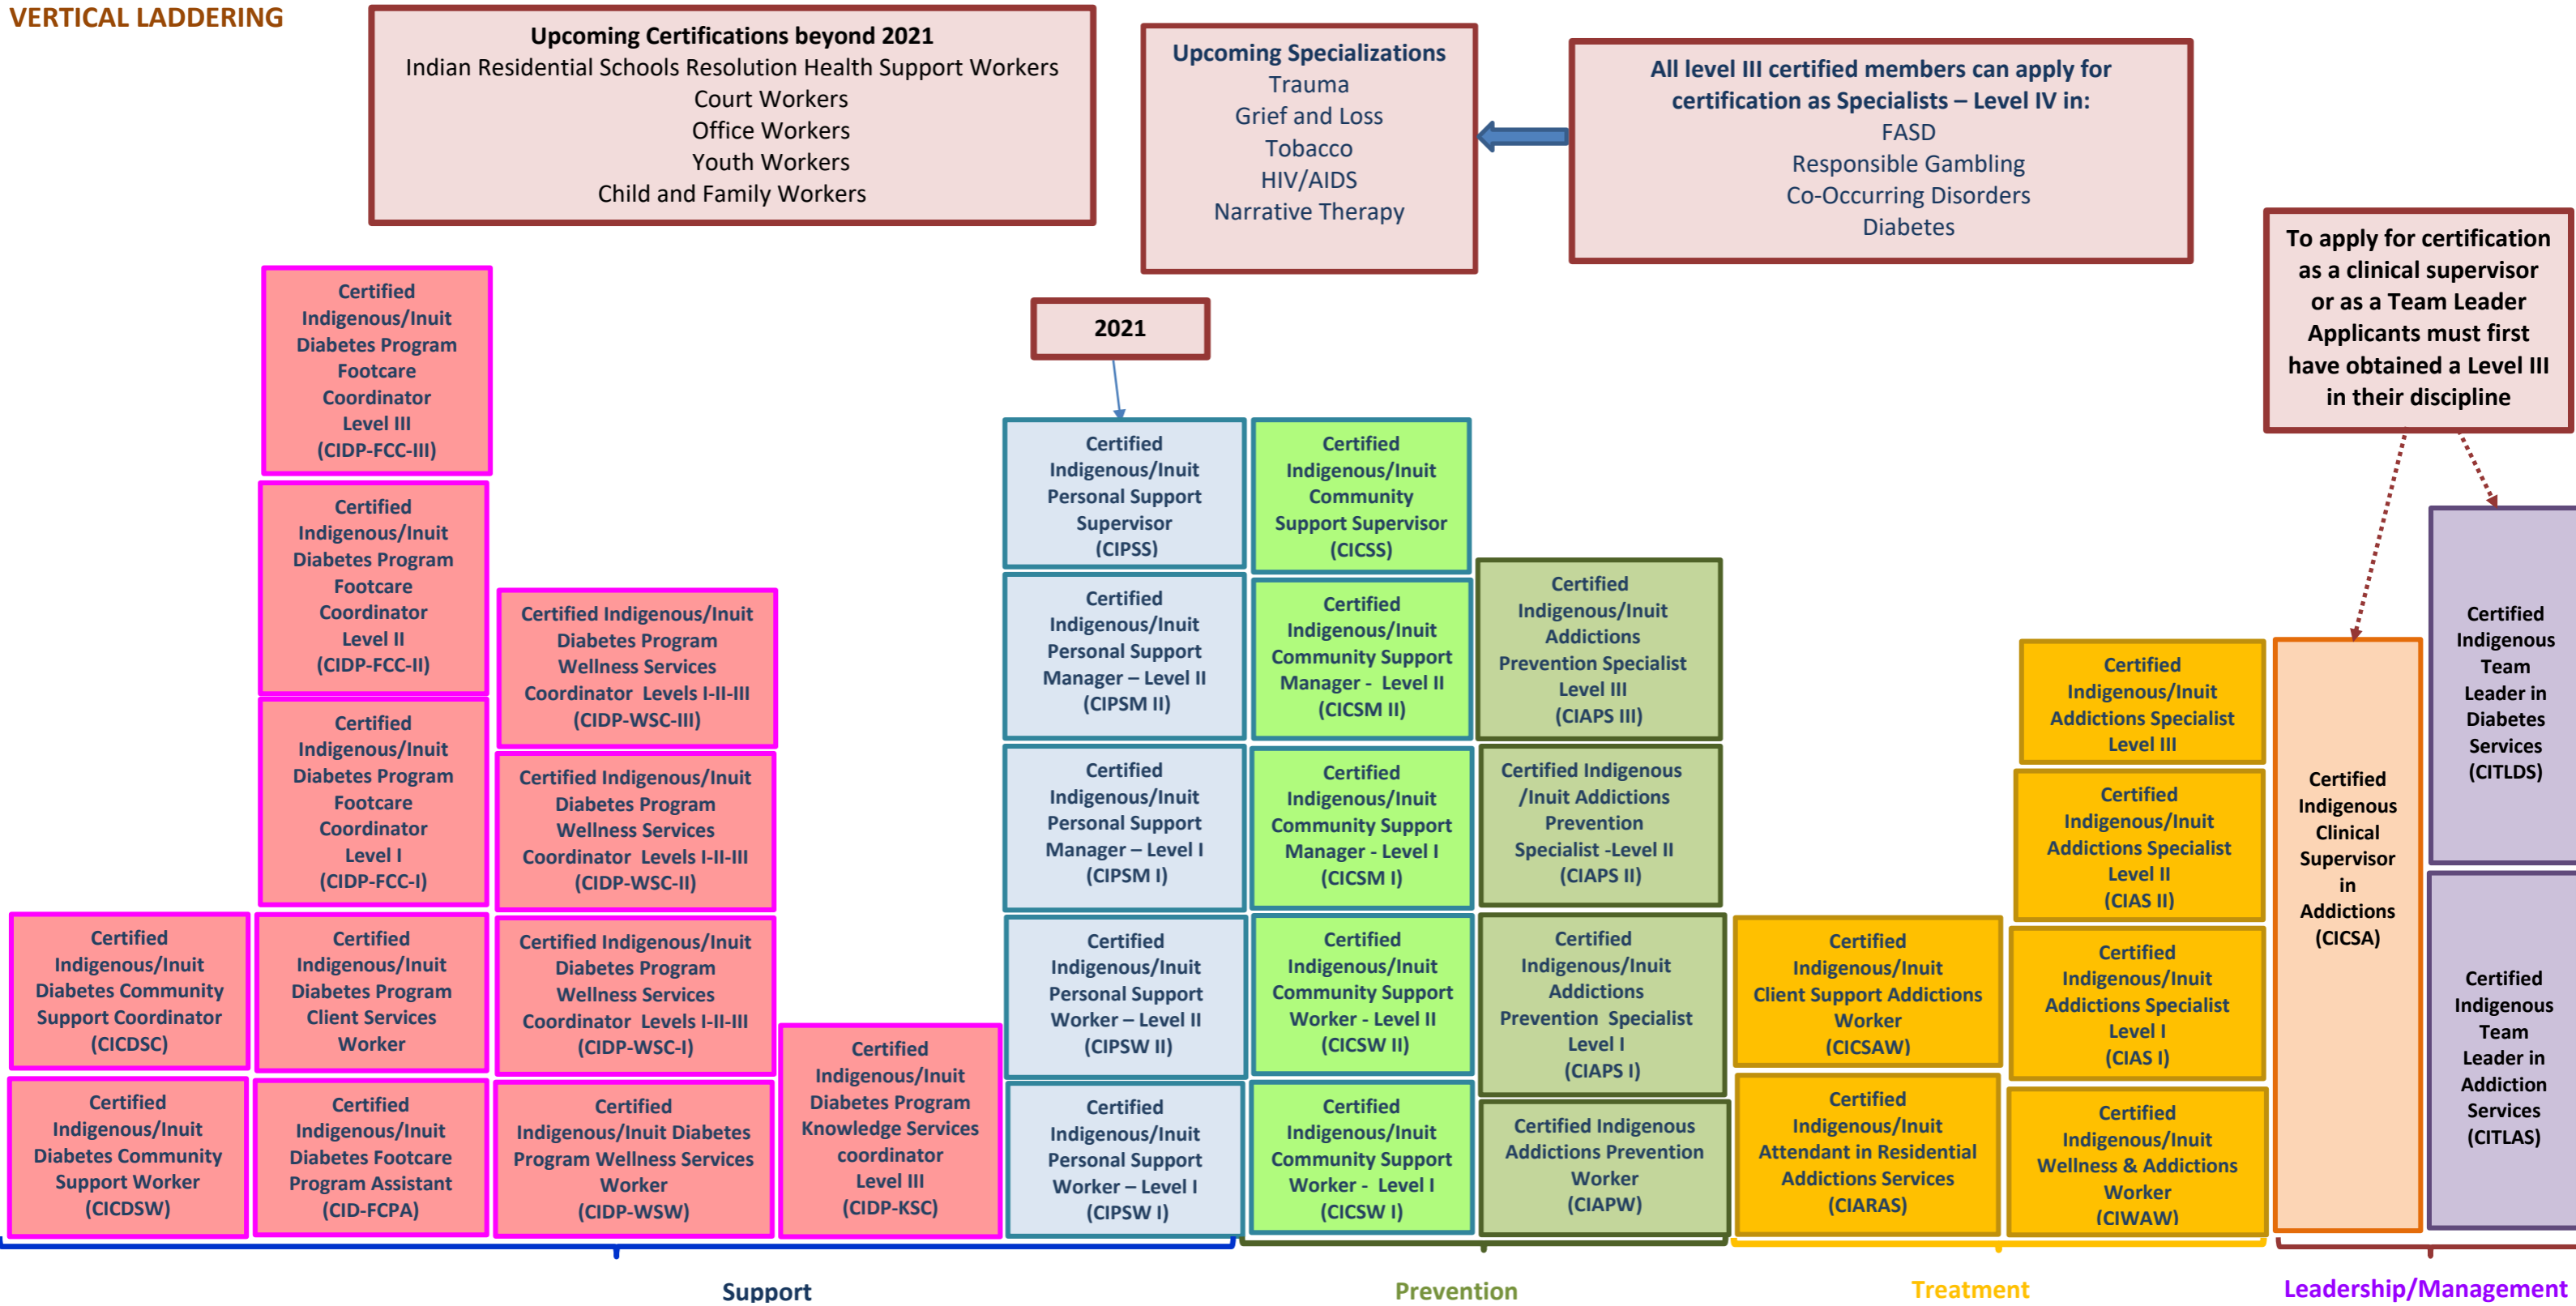 VERTICAL LADDERING
Upcoming Certifications beyond 2021
Indian Residential Schools Resolution Health Support Workers
Court Workers
Office Workers
Youth Workers
Child and Family Workers
Upcoming Specializations
Trauma
Grief and Loss
Tobacco
HIV/AIDS
Narrative Therapy
All level III certified members can apply for
certification as Specialists – Level IV in:
FASD
Responsible Gambling
Co-Occurring Disorders
Diabetes
To apply for certification
as a clinical supervisor
or as a Team Leader
Applicants must first
have obtained a Level III
in their discipline
2021
Certified
Indigenous/Inuit
Diabetes Community
Support Coordinator
(CICDSC)
Certified
Indigenous/Inuit
Diabetes Community
Support Worker
(CICDSW)
Certified
Indigenous/Inuit
Diabetes Program
Footcare
Coordinator
Level III
(CIDP-FCC-III)
Certified
Indigenous/Inuit
Diabetes Program
Footcare
Coordinator
Level II
(CIDP-FCC-II)
Certified
Indigenous/Inuit
Diabetes Program
Footcare
Coordinator
Level I
(CIDP-FCC-I)
Certified
Indigenous/Inuit
Diabetes Program
Client Services
Worker
Certified
Indigenous/Inuit
Diabetes Footcare
Program Assistant
(CID-FCPA)
Certified Indigenous/Inuit
Diabetes Program
Wellness Services
Coordinator  Levels I-II-III
(CIDP-WSC-III)
Certified Indigenous/Inuit
Diabetes Program
Wellness Services
Coordinator  Levels I-II-III
(CIDP-WSC-II)
Certified Indigenous/Inuit
Diabetes Program
Wellness Services
Coordinator  Levels I-II-III
(CIDP-WSC-I)
Certified
Indigenous/Inuit Diabetes
Program Wellness Services
Worker
(CIDP-WSW)
Certified
Indigenous/Inuit
Diabetes Program
Knowledge Services
coordinator
Level III
(CIDP-KSC)
Certified
Indigenous/Inuit
Personal Support
Supervisor
(CIPSS)
Certified
Indigenous/Inuit
Personal Support
Manager – Level II
(CIPSM II)
Certified
Indigenous/Inuit
Personal Support
Manager – Level I
(CIPSM I)
Certified
Indigenous/Inuit
Personal Support
Worker – Level II
(CIPSW II)
Certified
Indigenous/Inuit
Personal Support
Worker – Level I
(CIPSW I)
Certified
Indigenous/Inuit
Community
Support Supervisor
(CICSS)
Certified
Indigenous/Inuit
Community Support
Manager -  Level II
(CICSM II)
Certified
Indigenous/Inuit
Community Support
Manager - Level I
(CICSM I)
Certified
Indigenous/Inuit
Community Support
Worker - Level II
(CICSW II)
Certified
Indigenous/Inuit
Community Support
Worker -  Level I
(CICSW I)
Certified
Indigenous/Inuit
Addictions
Prevention Specialist
Level III
(CIAPS III)
Certified Indigenous
/Inuit Addictions
Prevention
Specialist -Level II
(CIAPS II)
Certified
Indigenous/Inuit
Addictions
Prevention  Specialist
Level I
(CIAPS I)
Certified Indigenous
Addictions Prevention
Worker
(CIAPW)
Certified
Indigenous/Inuit
Client Support Addictions
Worker
(CICSAW)
Certified
Indigenous/Inuit
Attendant in Residential
Addictions Services
(CIARAS)
Certified
Indigenous/Inuit
Addictions Specialist
Level III
Certified
Indigenous/Inuit
Addictions Specialist
Level II
(CIAS II)
Certified
Indigenous/Inuit
Addictions Specialist
Level I
(CIAS I)
Certified
Indigenous/Inuit
Wellness & Addictions
Worker
(CIWAW)
Certified
Indigenous
Clinical
Supervisor
in
Addictions
(CICSA)
Certified
Indigenous
Team
Leader in
Diabetes
Services
(CITLDS)
Certified
Indigenous
Team
Leader in
Addiction
Services
(CITLAS)
Support
Prevention
Treatment
Leadership/Management